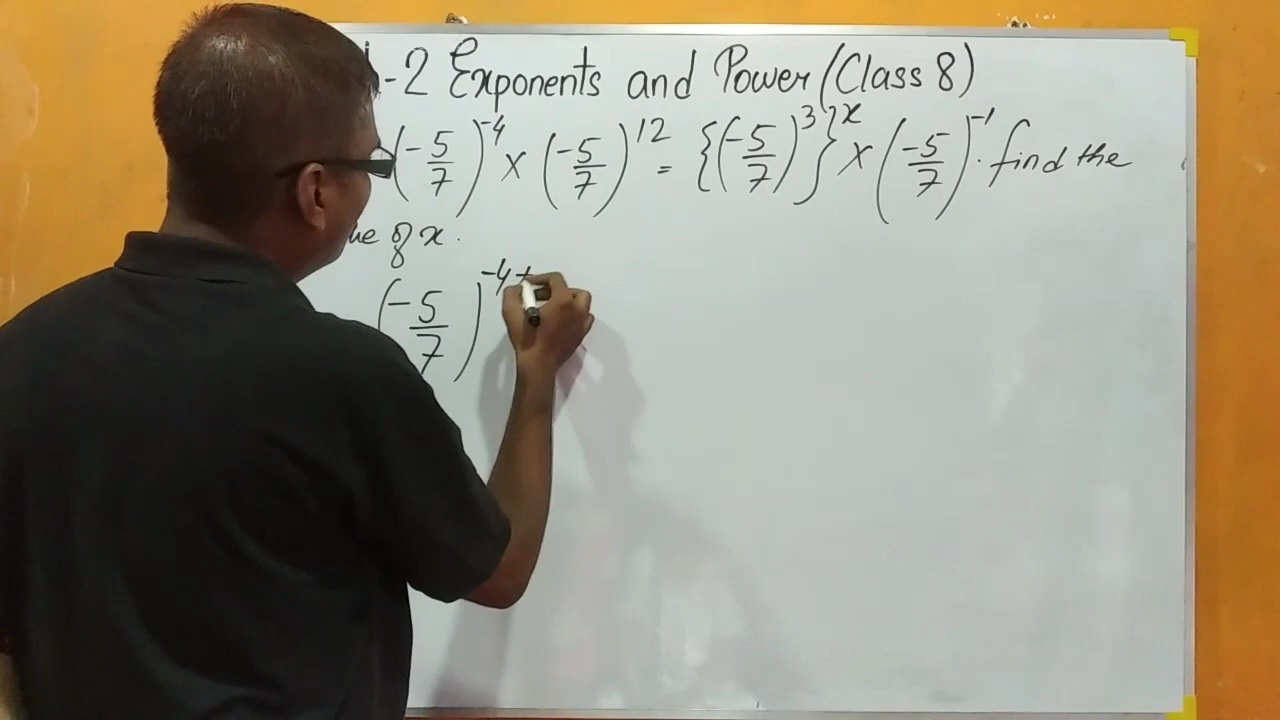 -2 Exponents and Power (Class 8)
(-5/7)^-4 × (-5/7)^12 = {(-5/7)^3}^x × (-5/7)^-1. find the
of x.
(-5/7)^-4+